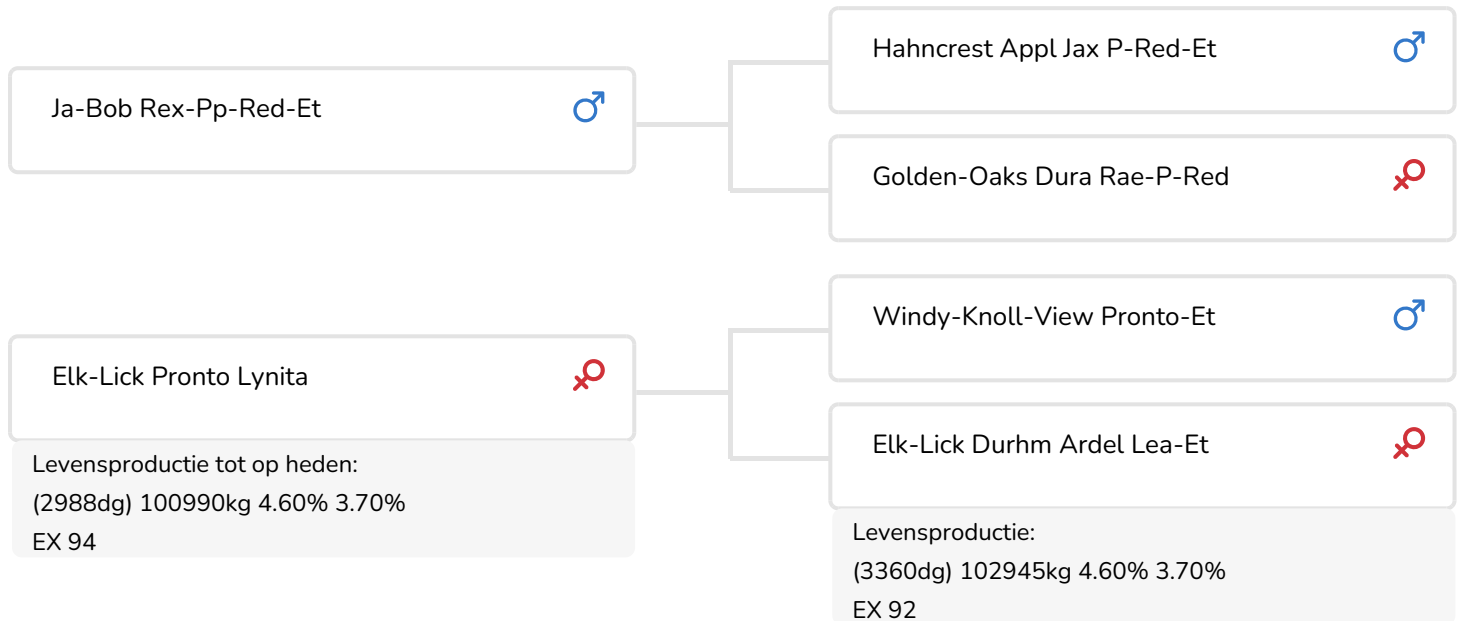 Ja-Bob Rex-Pp-Red-Et
Hahncrest Appl Jax P-Red-Et
Golden-Oaks Dura Rae-P-Red
Elk-Lick Pronto Lynita
Levensproductie tot op heden:
(2988dg) 100990kg 4.60% 3.70%
EX 94
Windy-Knoll-View Pronto-Et
Elk-Lick Durhm Ardel Lea-Et
Levensproductie:
(3360dg) 102945kg 4.60% 3.70%
EX 92